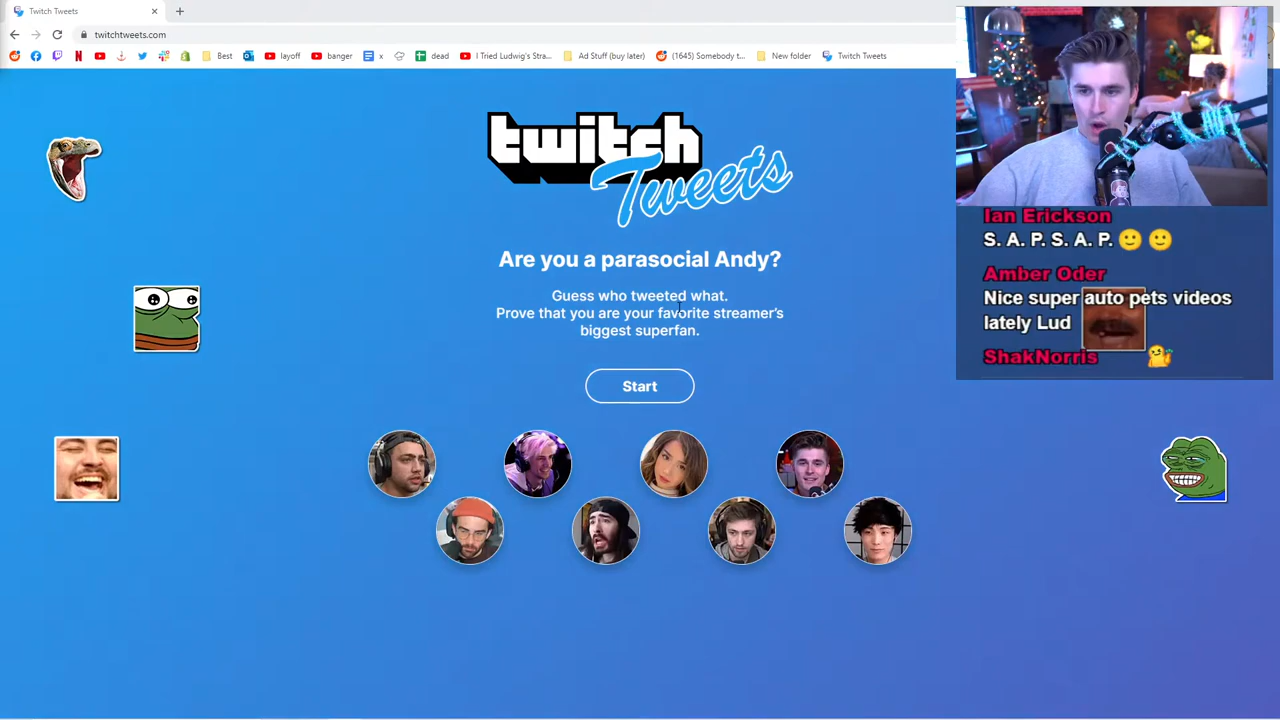 Twitch Tweets
twitchtweets.com
Best
layoff
banger
x
dead
I Tried Ludwig's Stra...
Ad Stuff (buy later)
(1645) Somebody t...
New folder
Twitch Tweets
twitch
Tweets
Are you a parasocial Andy?
Guess who tweeted what.
Prove that you are your favorite streamer's
biggest superfan.
Start
Ian Erickson
S. A. P. S. A. P. 🙂 🙂
Amber Oder
Nice super auto pets videos
lately Lud
ShakNorris